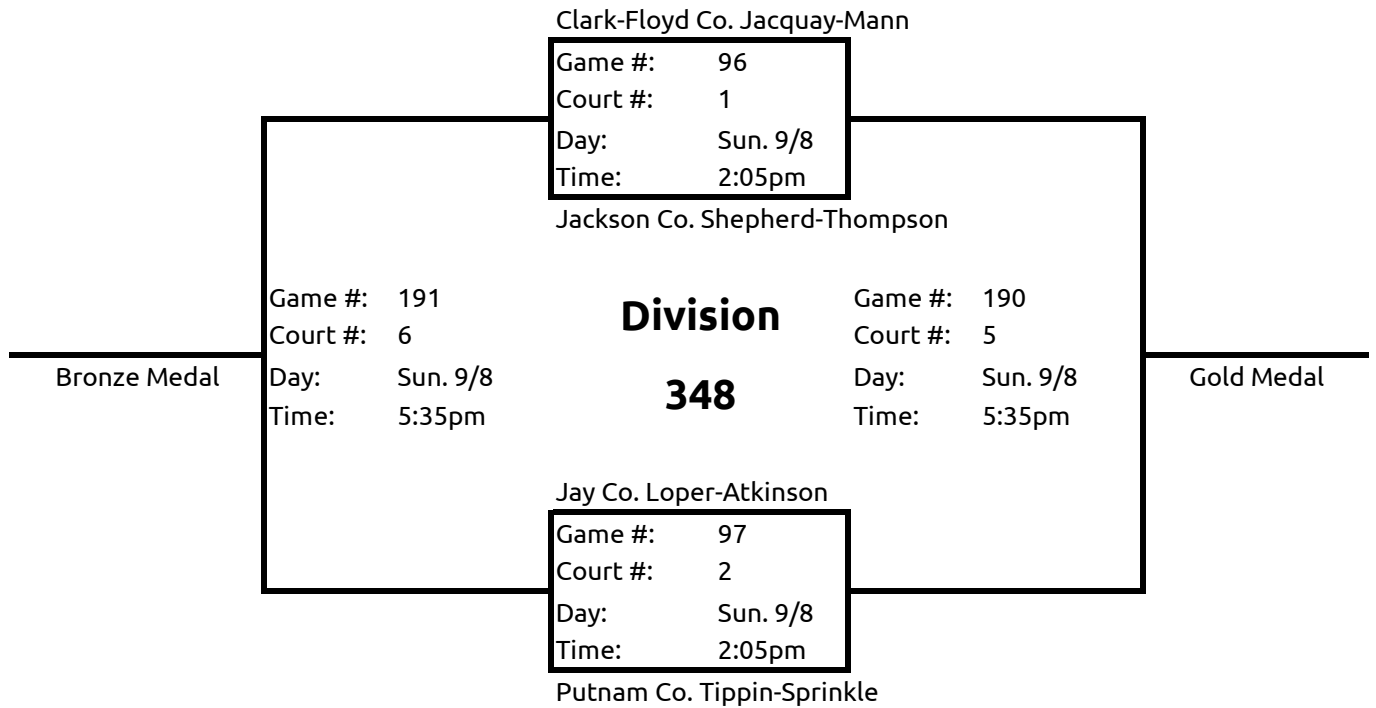 Clark-Floyd Co. Jacquay-Mann
Game #: 96
Court #: 1
Day: Sun. 9/8
Time: 2:05pm
Jackson Co. Shepherd-Thompson
Game #: 191
Court #: 6
Day: Sun. 9/8
Time: 5:35pm
Bronze Medal
Division
348
Game #: 190
Court #: 5
Day: Sun. 9/8
Time: 5:35pm
Gold Medal
Jay Co. Loper-Atkinson
Game #: 97
Court #: 2
Day: Sun. 9/8
Time: 2:05pm
Putnam Co. Tippin-Sprinkle